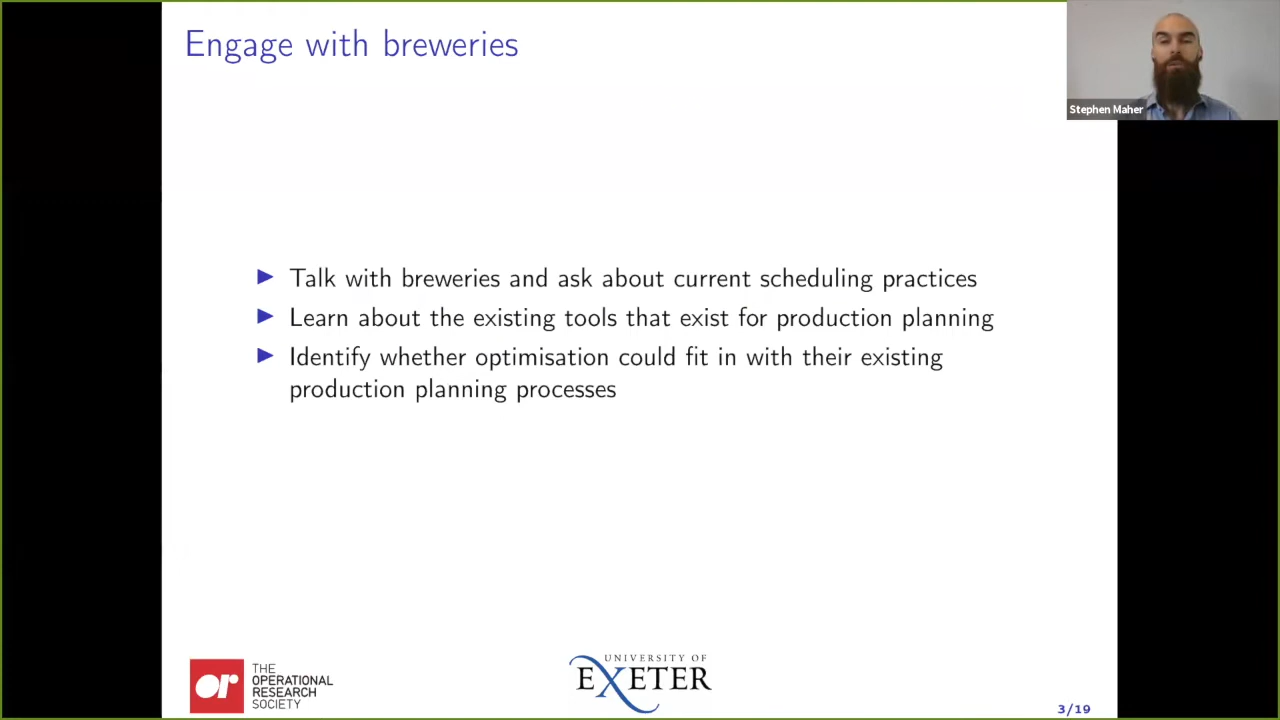 Engage with breweries
Stephen Maher
▶ Talk with breweries and ask about current scheduling practices
▶ Learn about the existing tools that exist for production planning
▶ Identify whether optimisation could fit in with their existing
production planning processes
or
THE
OPERATIONAL
RESEARCH
SOCIETY
UNIVERSITY OF
EXETER
3/19